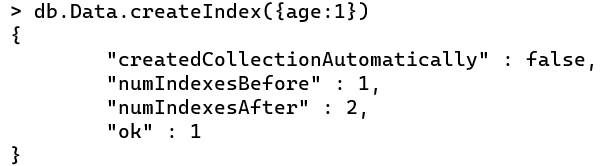 > db.Data.createIndex({age:1})
{
        "createdCollectionAutomatically" : false,
        "numIndexesBefore" : 1,
        "numIndexesAfter" : 2,
        "ok" : 1
}